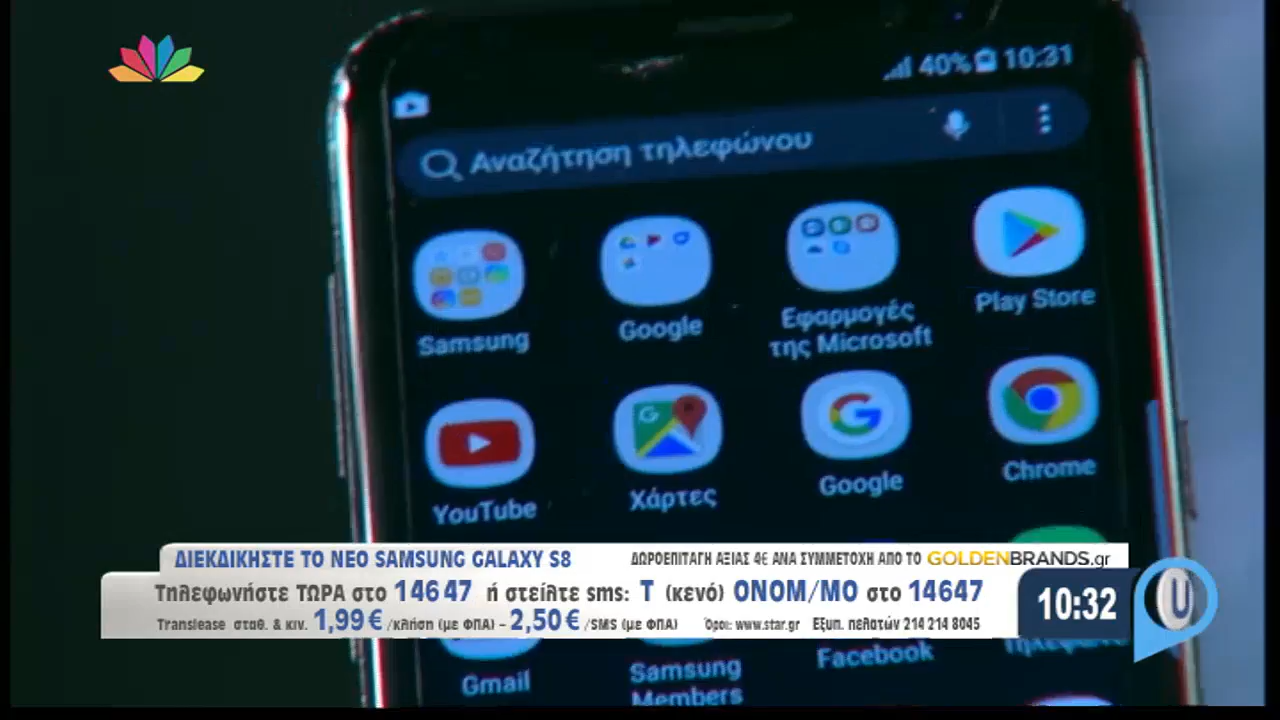 40% 10:31
Αναζήτηση τηλεφώνου
Samsung
Google
Εφαρμογές
της Microsoft
Play Store
YouTube
Χάρτες
Google
Chrome
ΔΙΕΚΔΙΚΗΣΤΕ ΤΟ ΝΕΟ SAMSUNG GALAXY S8 ΔΩΡΟΕΠΙΤΑΓΗ ΑΞΙΑΣ 4€ ΑΝΑ ΣΥΜΜΕΤΟΧΗ ΑΠΟ ΤΟ GOLDENBRANDS.gr
Τηλεφωνήστε ΤΩΡΑ στο 14647 ή στείλτε sms: Τ (κενό) ΟΝΟΜ/ΜΟ στο 14647
Translease σταθ. & κιν. 1,99€ /κλήση (με ΦΠΑ) – 2,50€ /SMS (με ΦΠΑ) Όροι: www.star.gr Εξυπ. πελατών 214 214 8045
10:32
U
Gmail
Samsung
Members
Facebook